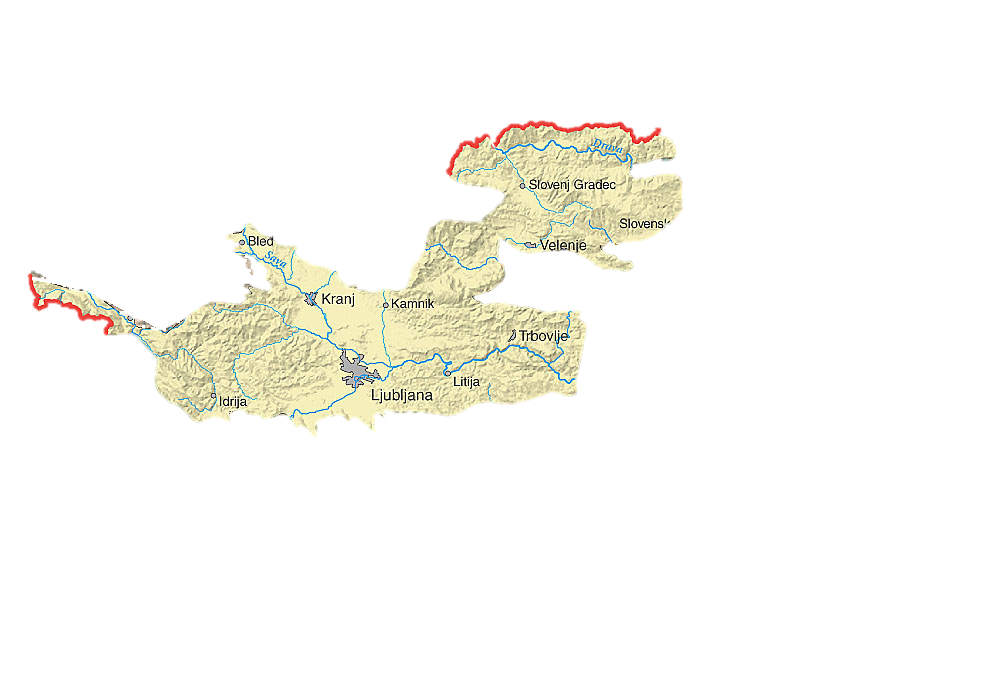 Drava
Slovenj Gradec
Velenje
Bled
Sava
Kranj
Kamnik
Trbovlje
Litija
Ljubljana
Idrija